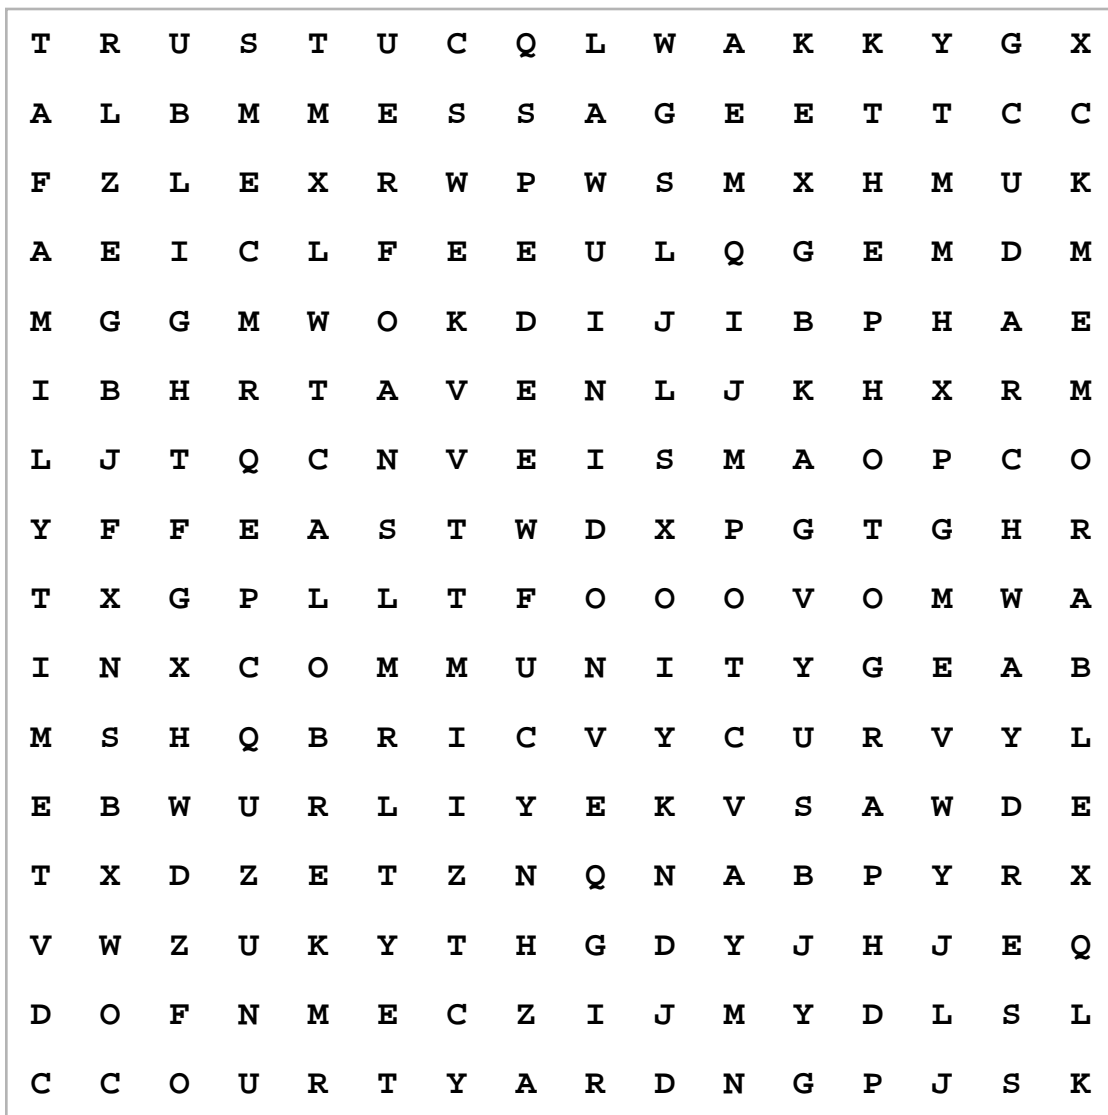 T R U S T U C Q L W A K K Y G X
A L B M M E S S A G E E T T C C
F Z L E X R W P W S M X H M U K
A E I C L F E E U L Q G E M D M
M G G M W O K D I J I B P H A E
I B H R T A V E N L J K H X R M
L J T Q C N V E I S M A O P C O
Y F F E A S T W D X P G T G H R
T X G P L L T F O O O V O M W A
I N X C O M M U N I T Y G E A B
M S H Q B R I C V Y C U R V Y L
E B W U R L I Y E K V S A W D E
T X D Z E T Z N Q N A B P Y R X
V W Z U K Y T H G D Y J H J E Q
D O F N M E C Z I J M Y D L S L
C C O U R T Y A R D N G P J S K